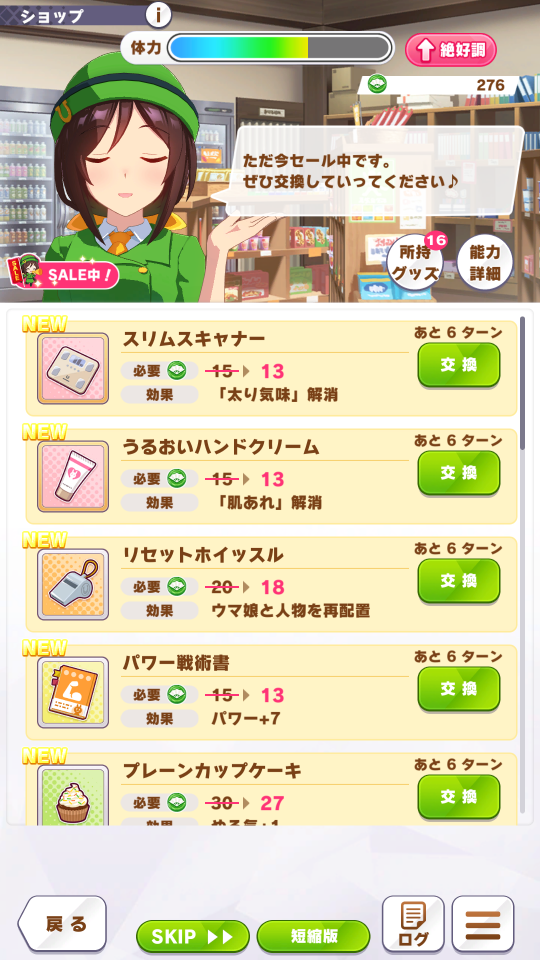 ショップ
i
体力
絶好調
276
ただ今セール中です。
ぜひ交換していってください♪
SALE
SALE中！
16
所持
グッズ
能力
詳細
NEW
スリムスキャナー
あと 6 ターン
必要 15 13
交換
効果 「太り気味」解消
NEW
うるおいハンドクリーム
あと 6 ターン
必要 15 13
交換
効果 「肌あれ」解消
NEW
リセットホイッスル
あと 6 ターン
必要 20 18
交換
効果 ウマ娘と人物を再配置
NEW
パワー戦術書
あと 6 ターン
必要 15 13
交換
効果 パワー+7
NEW
プレーンカップケーキ
あと 6 ターン
必要 30 27
交換
効果 やる気+1
戻る
SKIP
短縮版
ログ